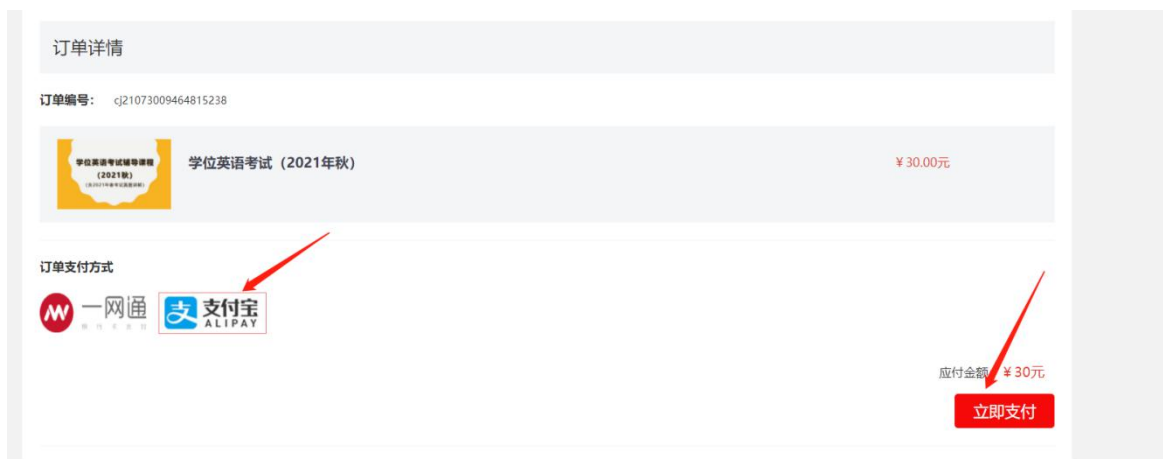 订单详情
订单编号： cj21073009464815238
学位英语考试辅导课程
（2021秋）
学位英语考试（2021年秋） ¥ 30.00元
订单支付方式
一网通 支付宝
ALIPAY
应付金额 ¥ 30元
立即支付